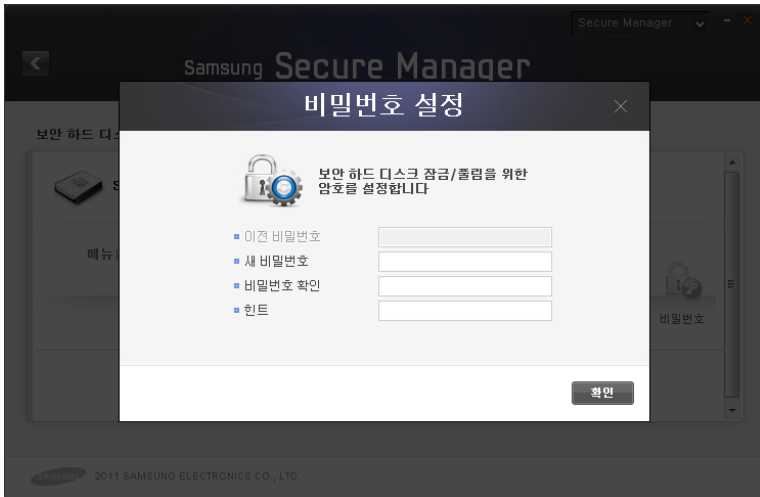 Secure Manager
Samsung Secure Manager
비밀번호 설정
보안 하드 디스
보안 하드 디스크 잠금/풀림을 위한
암호를 설정합니다
S
이전 비밀번호
메뉴
새 비밀번호
비밀번호 확인
힌트
비밀번호
확인
SAMSUNG
2011 SAMSUNG ELECTRONICS CO., LTD.